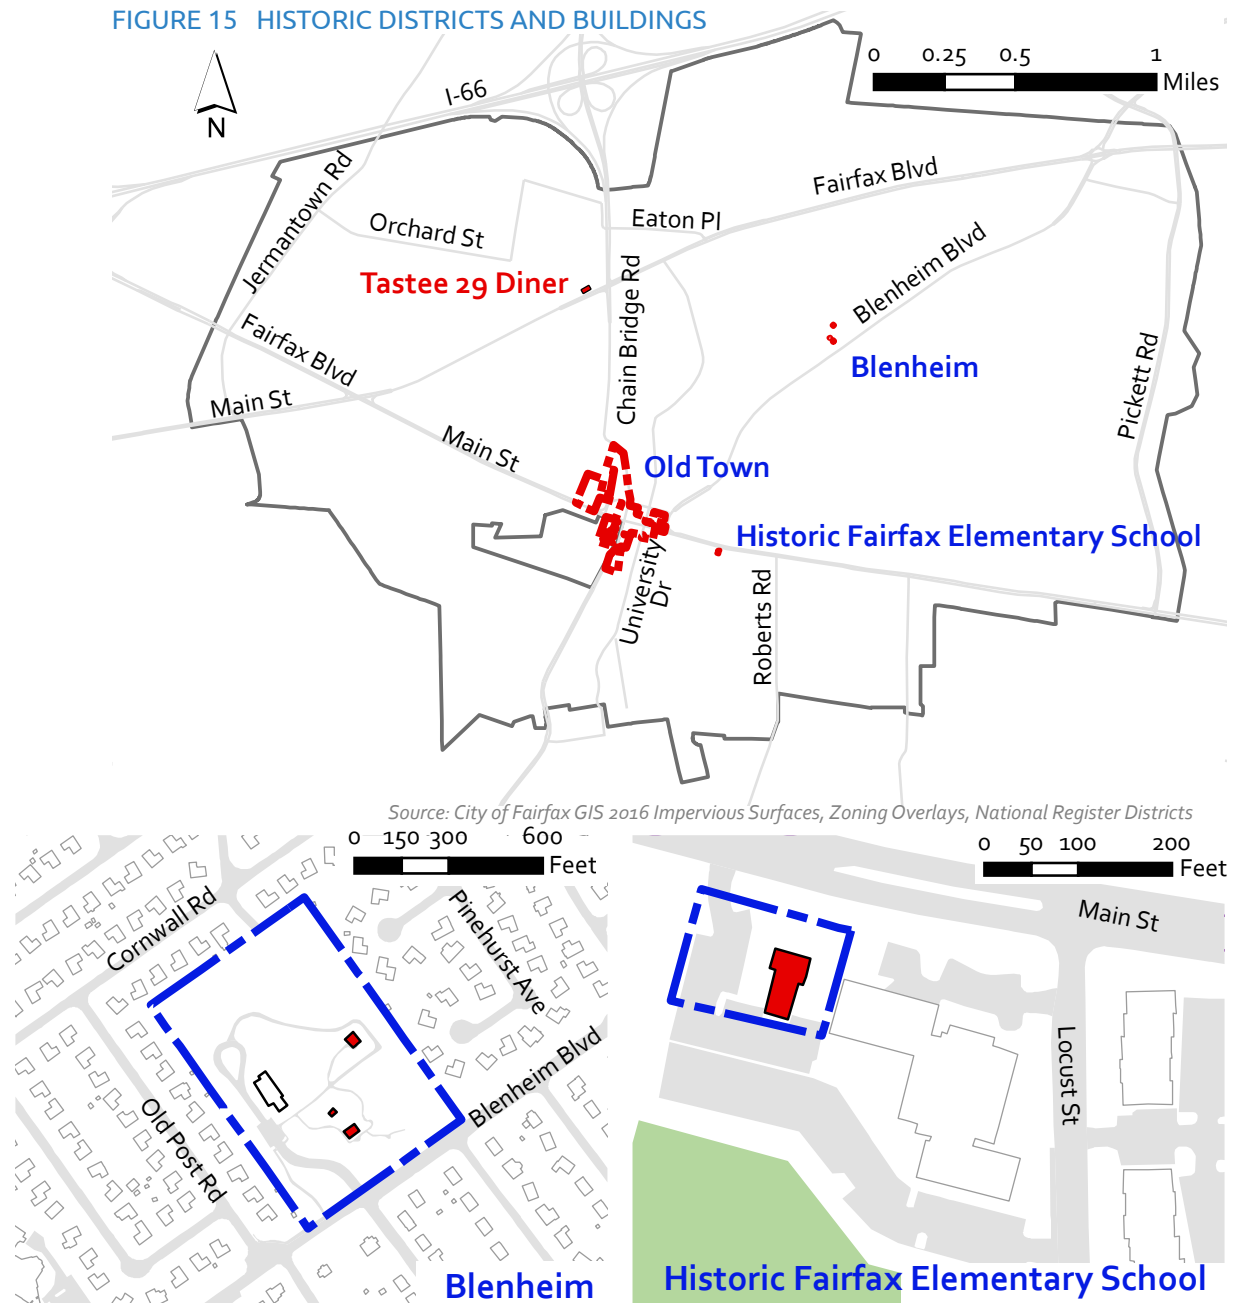 FIGURE 15 HISTORIC DISTRICTS AND BUILDINGS
0 0.25 0.5 1
Miles
N
I-66
Jermantown Rd
Orchard St
Eaton Pl
Fairfax Blvd
Tastee 29 Diner
Chain Bridge Rd
Blenheim Blvd
Blenheim
Fairfax Blvd
Main St
Main St
Pickett Rd
Old Town
Historic Fairfax Elementary School
University
Dr
Roberts Rd
Source: City of Fairfax GIS 2016 Impervious Surfaces, Zoning Overlays, National Register Districts
0 150 300 600
Feet
Cornwall Rd
Pinehurst Ave
Blenheim Blvd
Old Post Rd
Blenheim
0 50 100 200
Feet
Main St
Locust St
Historic Fairfax Elementary School